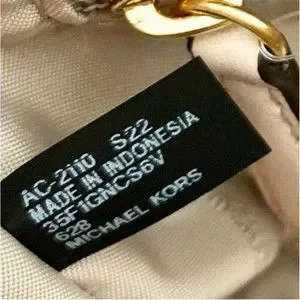 AC-2110 S22
MADE IN INDONESIA
35F1GNCS6V
628
MICHAEL KORS